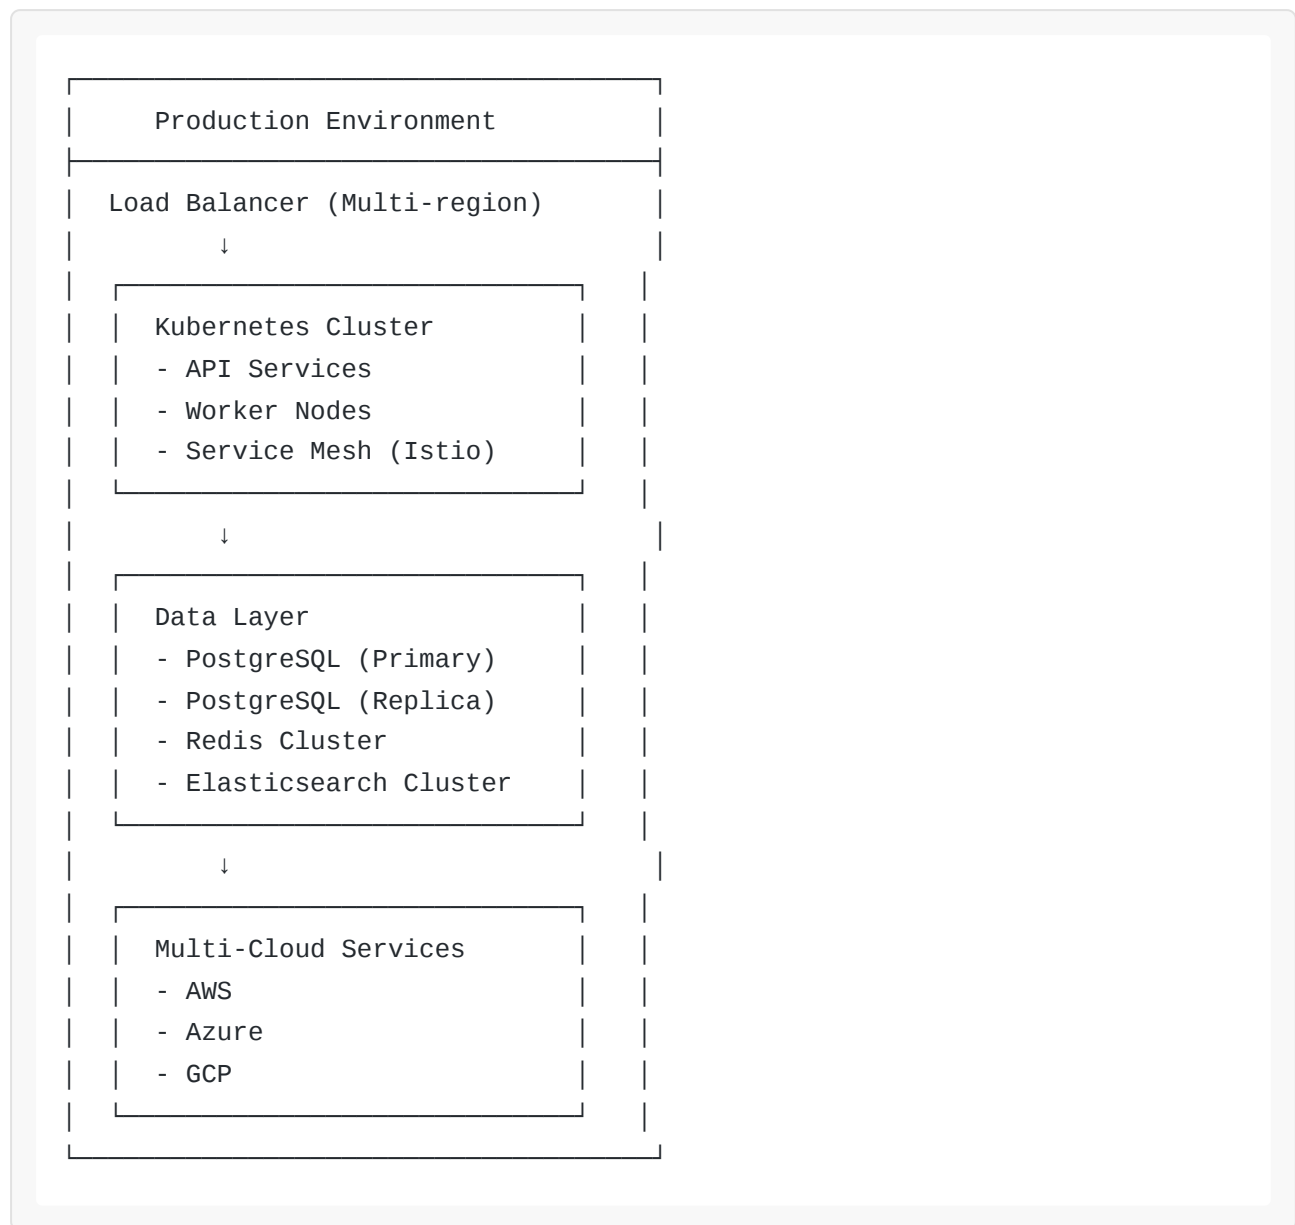 Production Environment
Load Balancer (Multi-region)
↓
Kubernetes Cluster
- API Services
- Worker Nodes
- Service Mesh (Istio)
↓
Data Layer
- PostgreSQL (Primary)
- PostgreSQL (Replica)
- Redis Cluster
- Elasticsearch Cluster
↓
Multi-Cloud Services
- AWS
- Azure
- GCP